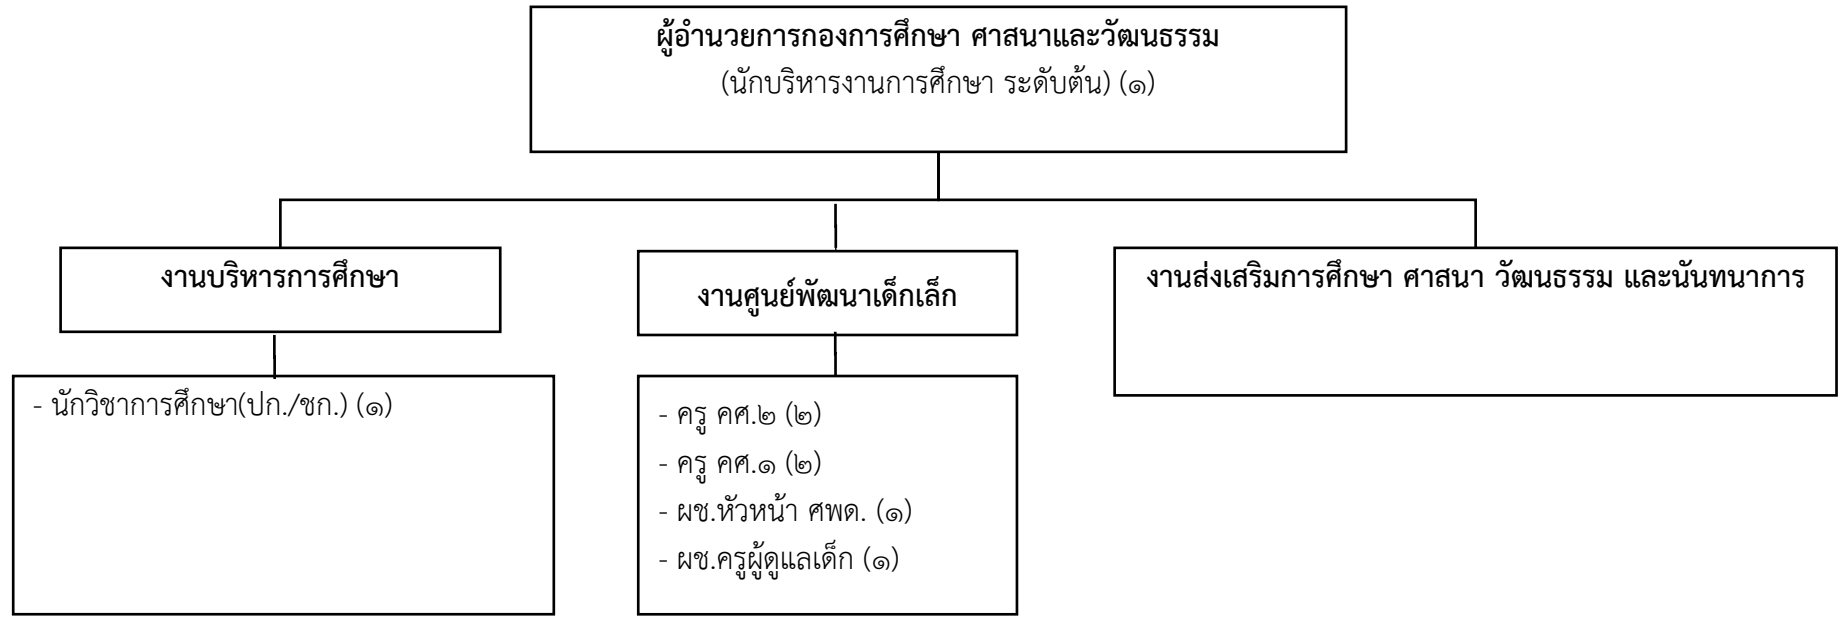 ผู้อำนวยการกองการศึกษา ศาสนาและวัฒนธรรม
(นักบริหารงานการศึกษา ระดับต้น) (๑)
งานบริหารการศึกษา
งานศูนย์พัฒนาเด็กเล็ก
งานส่งเสริมการศึกษา ศาสนา วัฒนธรรม และนันทนาการ
- นักวิชาการศึกษา(ปก./ชก.) (๑)
- ครู คศ.๒ (๒)
- ครู คศ.๑ (๒)
- ผช.หัวหน้า ศพด. (๑)
- ผช.ครูผู้ดูแลเด็ก (๑)